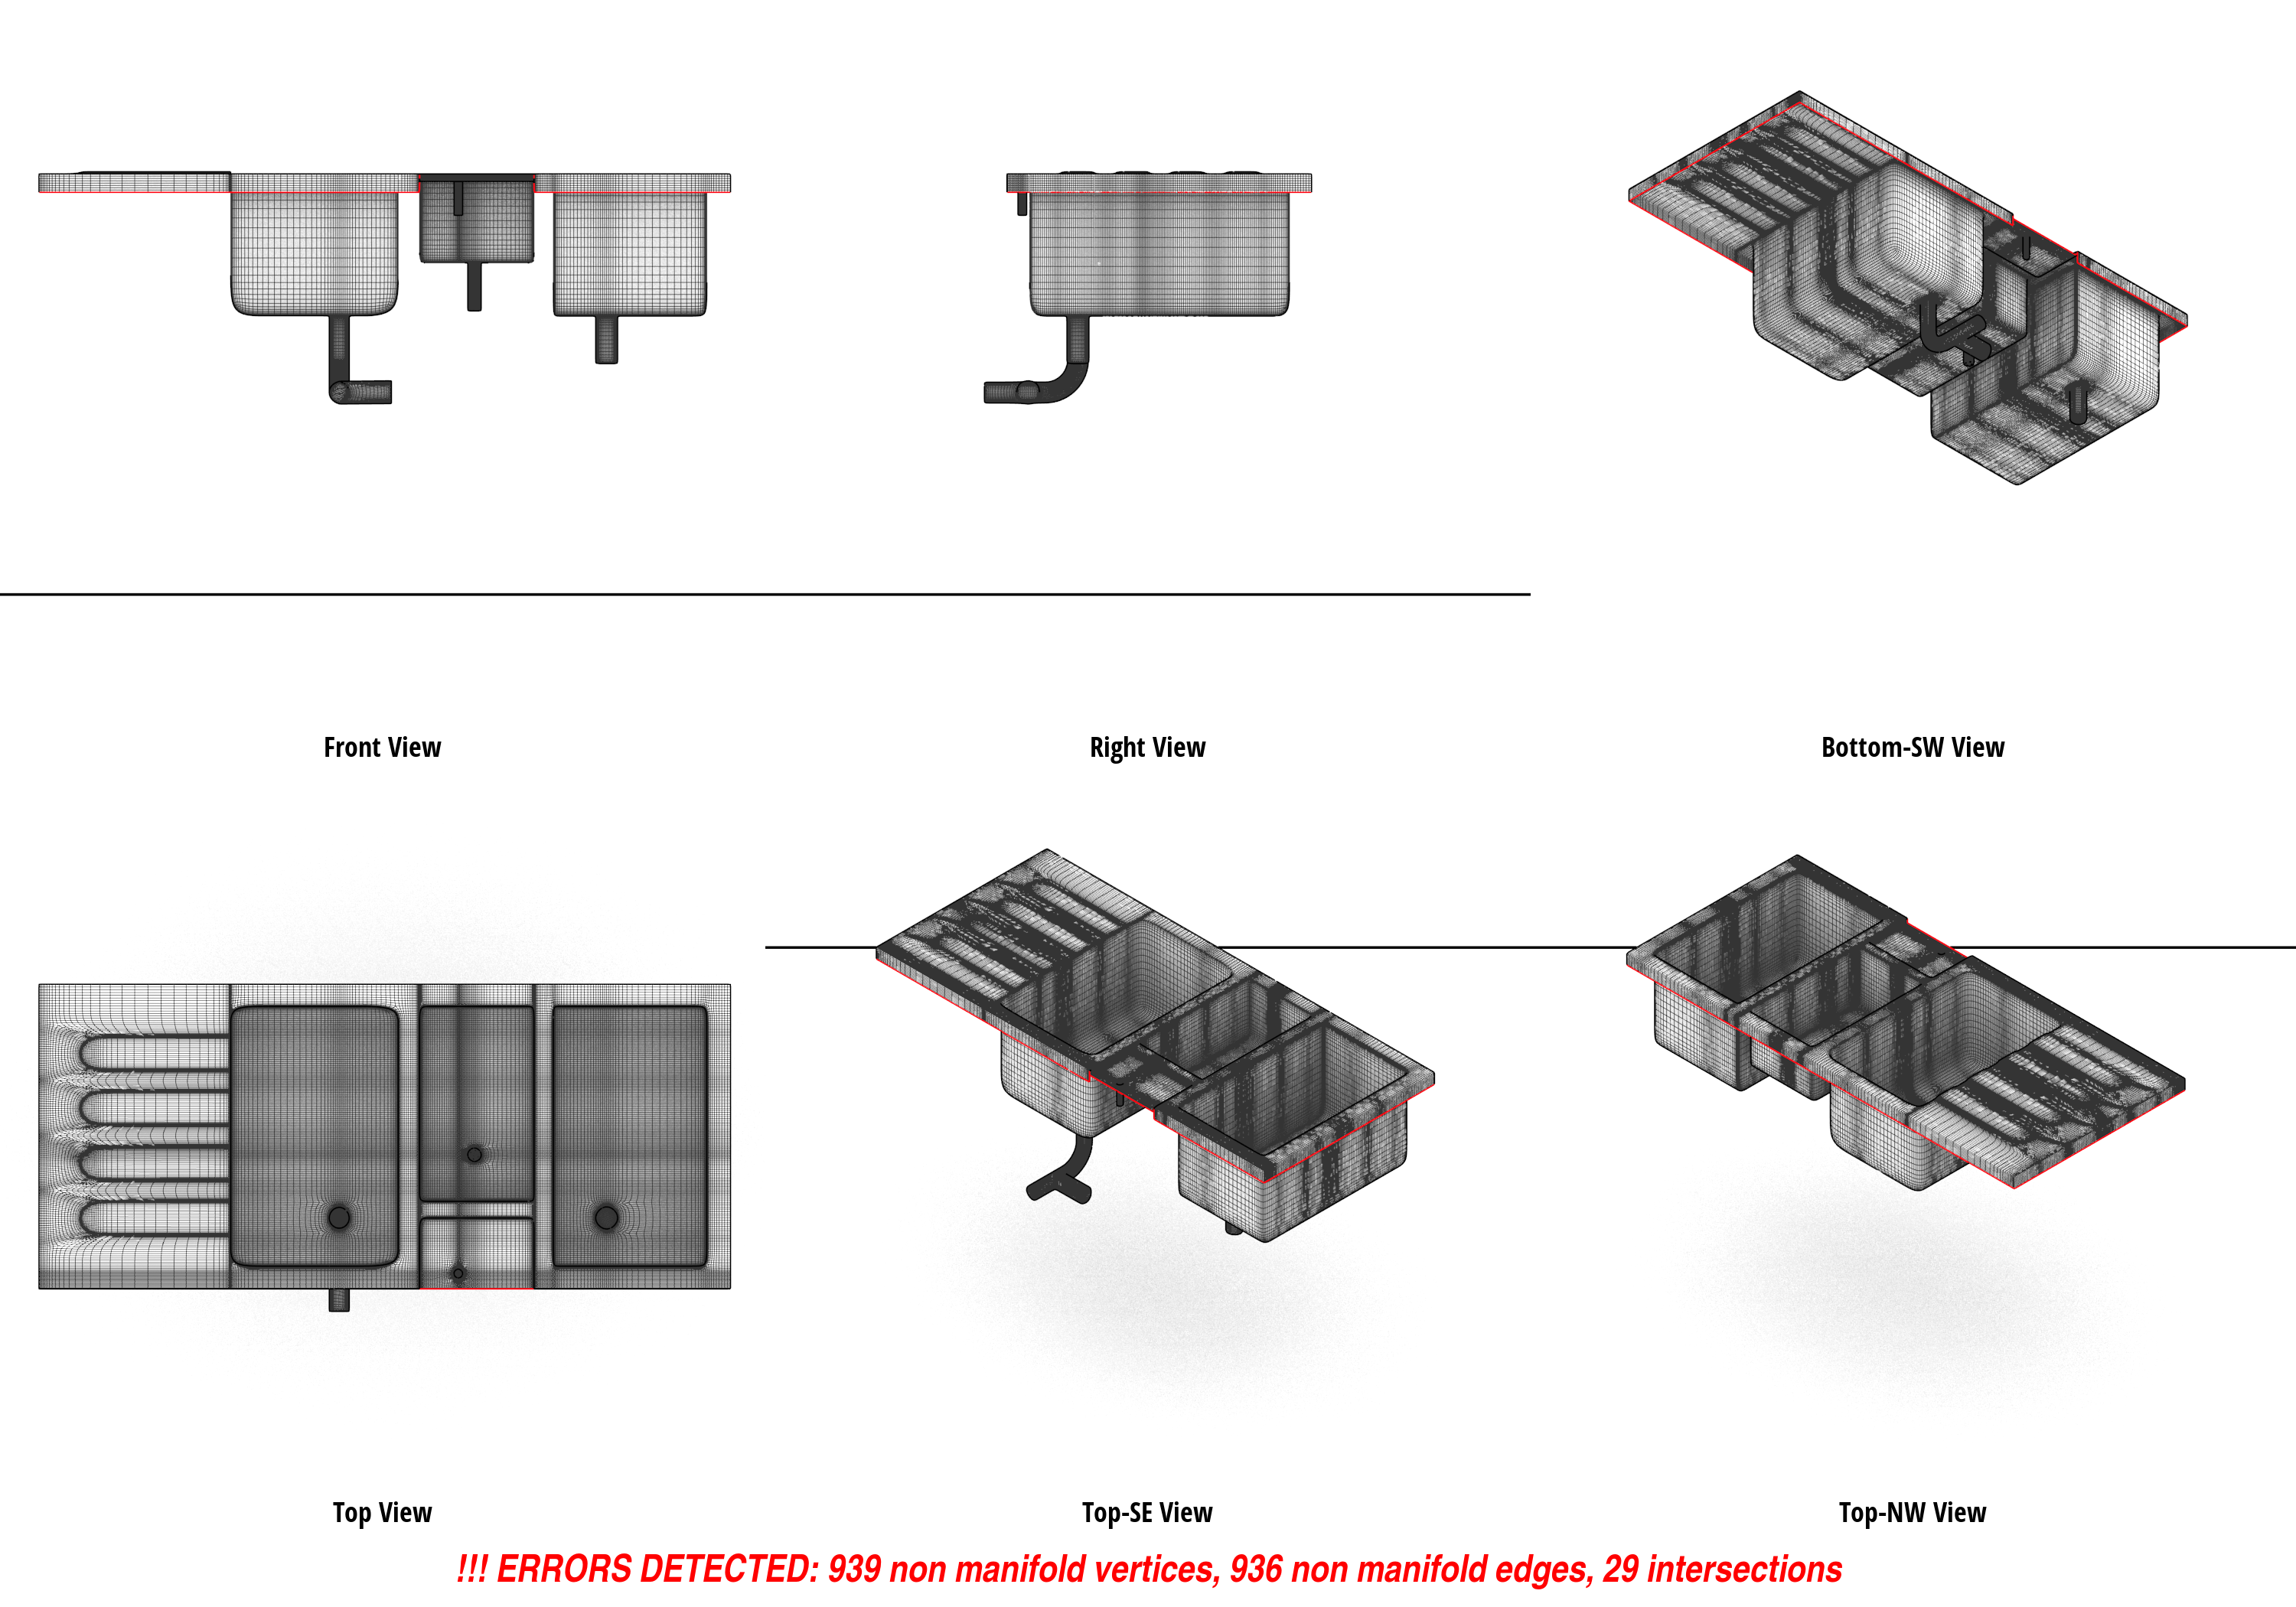 Front View
Right View
Bottom-SW View
Top View
Top-SE View
Top-NW View
!!! ERRORS DETECTED: 939 non manifold vertices, 936 non manifold edges, 29 intersections